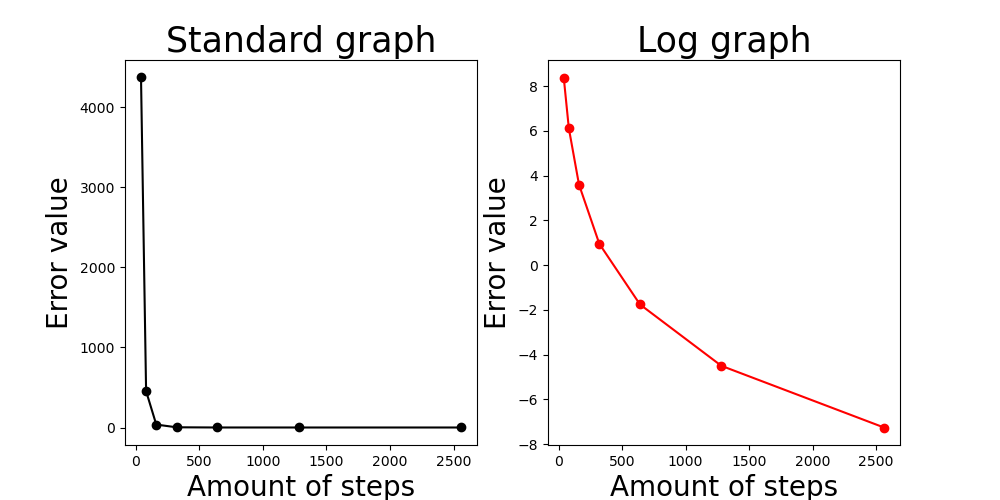 Standard graph
Error value
4000
3000
2000
1000
0
0 500 1000 1500 2000 2500
Amount of steps
Log graph
Error value
8
6
4
2
0
−2
−4
−6
−8
0 500 1000 1500 2000 2500
Amount of steps